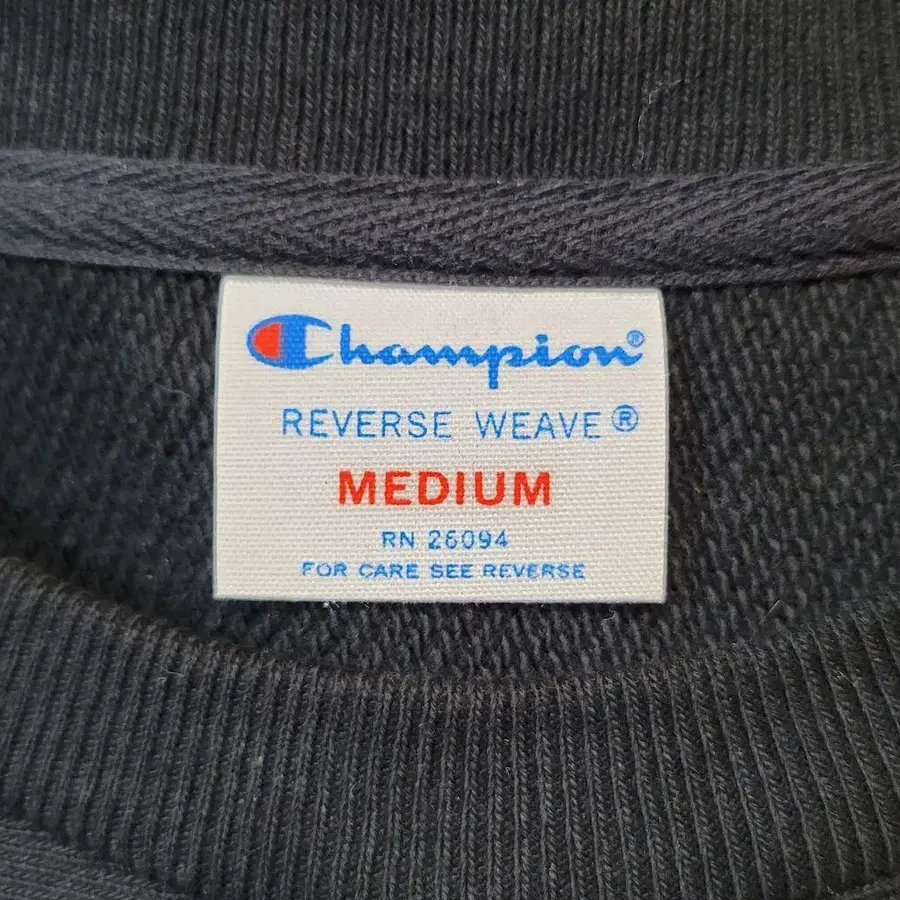 Champion®
REVERSE WEAVE®
MEDIUM
RN 26094
FOR CARE SEE REVERSE